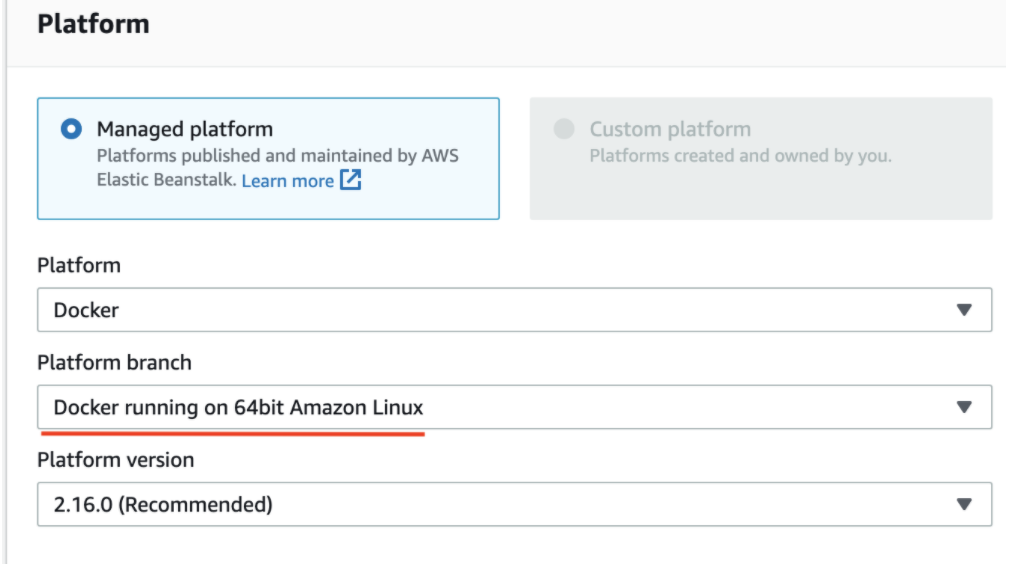 Platform
Managed platform
Platforms published and maintained by AWS
Elastic Beanstalk. Learn more
Custom platform
Platforms created and owned by you.
Platform
Docker
Platform branch
Docker running on 64bit Amazon Linux
Platform version
2.16.0 (Recommended)